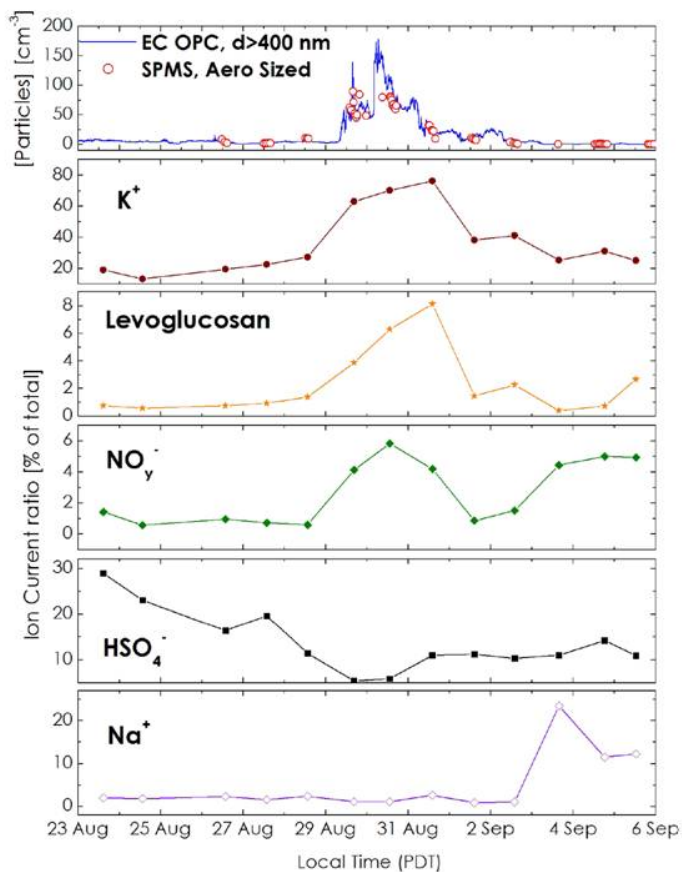 [Particles] [cm-3]
200
150
100
50
0
EC OPC, d>400 nm
SPMS, Aero Sized
Ion Current ratio [% of total]
80
60
40
20
K+
8
6
4
2
0
Levoglucosan
6
4
2
0
NOy-
30
20
10
HSO4-
20
10
0
Na+
23 Aug 25 Aug 27 Aug 29 Aug 31 Aug 2 Sep 4 Sep 6 Sep
Local Time (PDT)